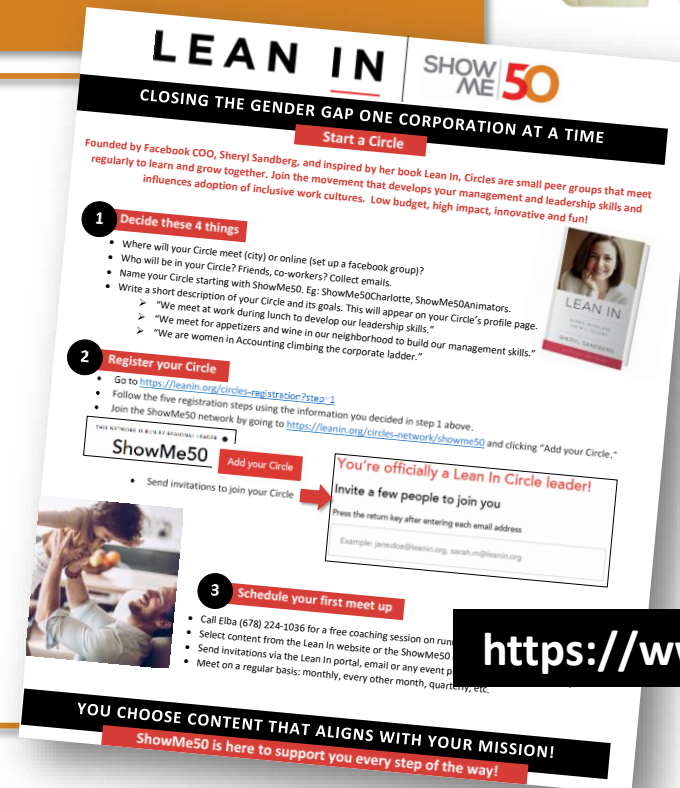 LEAN IN
SHOW ME 50
CLOSING THE GENDER GAP ONE CORPORATION AT A TIME
Start a Circle
Founded by Facebook COO, Sheryl Sandberg, and inspired by her book Lean In, Circles are small peer groups that meet
regularly to learn and grow together. Join the movement that develops your management and leadership skills and
influences adoption of inclusive work cultures. Low budget, high impact, innovative and fun!
1 Decide these 4 things
• Where will your Circle meet (city) or online (set up a facebook group)?
• Who will be in your Circle? Friends, co-workers? Collect emails.
• Name your Circle starting with ShowMe50. Eg: ShowMe50Charlotte, ShowMe50Animators.
• Write a short description of your Circle and its goals. This will appear on your Circle's profile page.
➢ "We meet at work during lunch to develop our leadership skills."
➢ "We meet for appetizers and wine in our neighborhood to build our management skills."
➢ "We are women in Accounting climbing the corporate ladder."
LEAN IN
SHERYL SANDBERG
2 Register your Circle
• Go to https://leanin.org/circles-registration?step=1
• Follow the five registration steps using the information you decided in step 1 above.
• Join the ShowMe50 network by going to https://leanin.org/circles-network/showme50 and clicking "Add your Circle."
THIS NETWORK IS RUN BY REGIONAL LEADER
ShowMe50
Add your Circle
• Send invitations to join your Circle
You're officially a Lean In Circle leader!
Invite a few people to join you
Press the return key after entering each email address
Example: jane.doe@leanin.org, sarah.m@leanin.org
3 Schedule your first meet up
• Call Elba (678) 224-1036 for a free coaching session on
• Select content from the Lean In website or the ShowMe50
• Send invitations via the Lean In portal, email or any event
• Meet on a regular basis: monthly, every other month, quarterly, etc.
https://w
YOU CHOOSE CONTENT THAT ALIGNS WITH YOUR MISSION!
ShowMe50 is here to support you every step of the way!